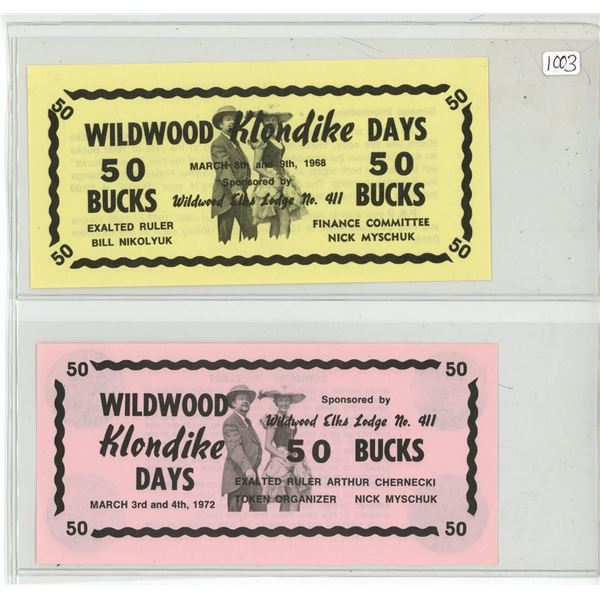 1003
50 50
WILDWOOD Klondike DAYS
MARCH 8th and 9th, 1968
50 50
Sponsored by
BUCKS BUCKS
Wildwood Elks Lodge No. 411
EXALTED RULER FINANCE COMMITTEE
BILL NIKOLYUK NICK MYSCHUK
50 50
50 50
WILDWOOD Sponsored by
Wildwood Elks Lodge No. 411
Klondike 50 BUCKS
DAYS EXALTED RULER ARTHUR CHERNECKI
MARCH 3rd and 4th, 1972 TOKEN ORGANIZER NICK MYSCHUK
50 50